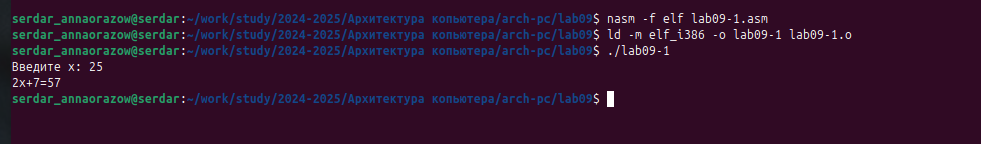 serdar_annaorazow@serdar:~/work/study/2024-2025/Архитектура копьютера/arch-pc/lab09$ nasm -f elf lab09-1.asm
serdar_annaorazow@serdar:~/work/study/2024-2025/Архитектура копьютера/arch-pc/lab09$ ld -m elf_i386 -o lab09-1 lab09-1.o
serdar_annaorazow@serdar:~/work/study/2024-2025/Архитектура копьютера/arch-pc/lab09$ ./lab09-1
Введите x: 25
2x+7=57
serdar_annaorazow@serdar:~/work/study/2024-2025/Архитектура копьютера/arch-pc/lab09$